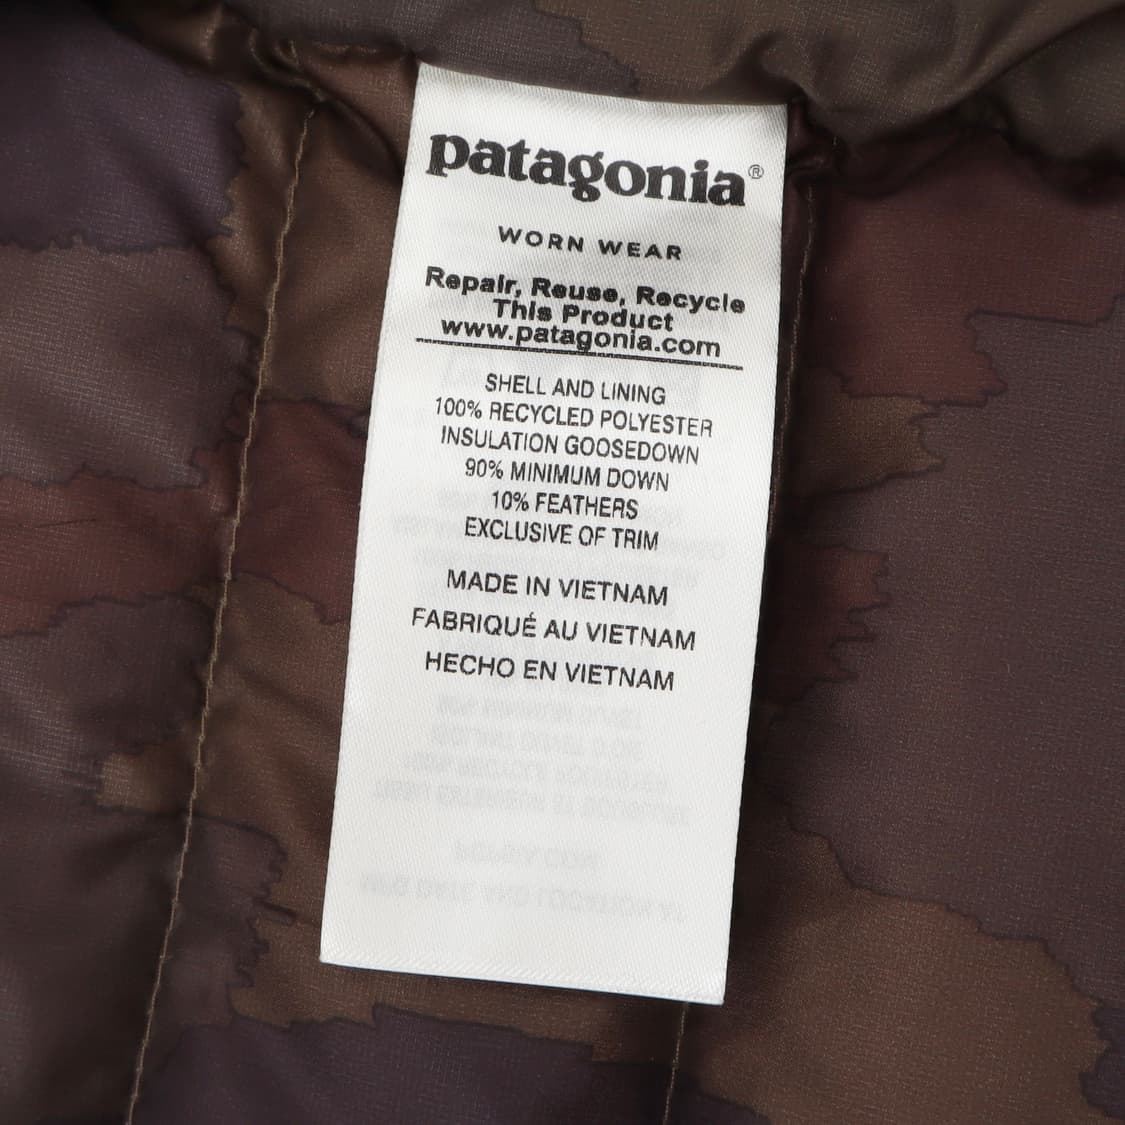 patagonia®
WORN WEAR
Repair, Reuse, Recycle
This Product
www.patagonia.com
SHELL AND LINING
100% RECYCLED POLYESTER
INSULATION GOOSEDOWN
90% MINIMUM DOWN
10% FEATHERS
EXCLUSIVE OF TRIM
MADE IN VIETNAM
FABRIQUÉ AU VIETNAM
HECHO EN VIETNAM